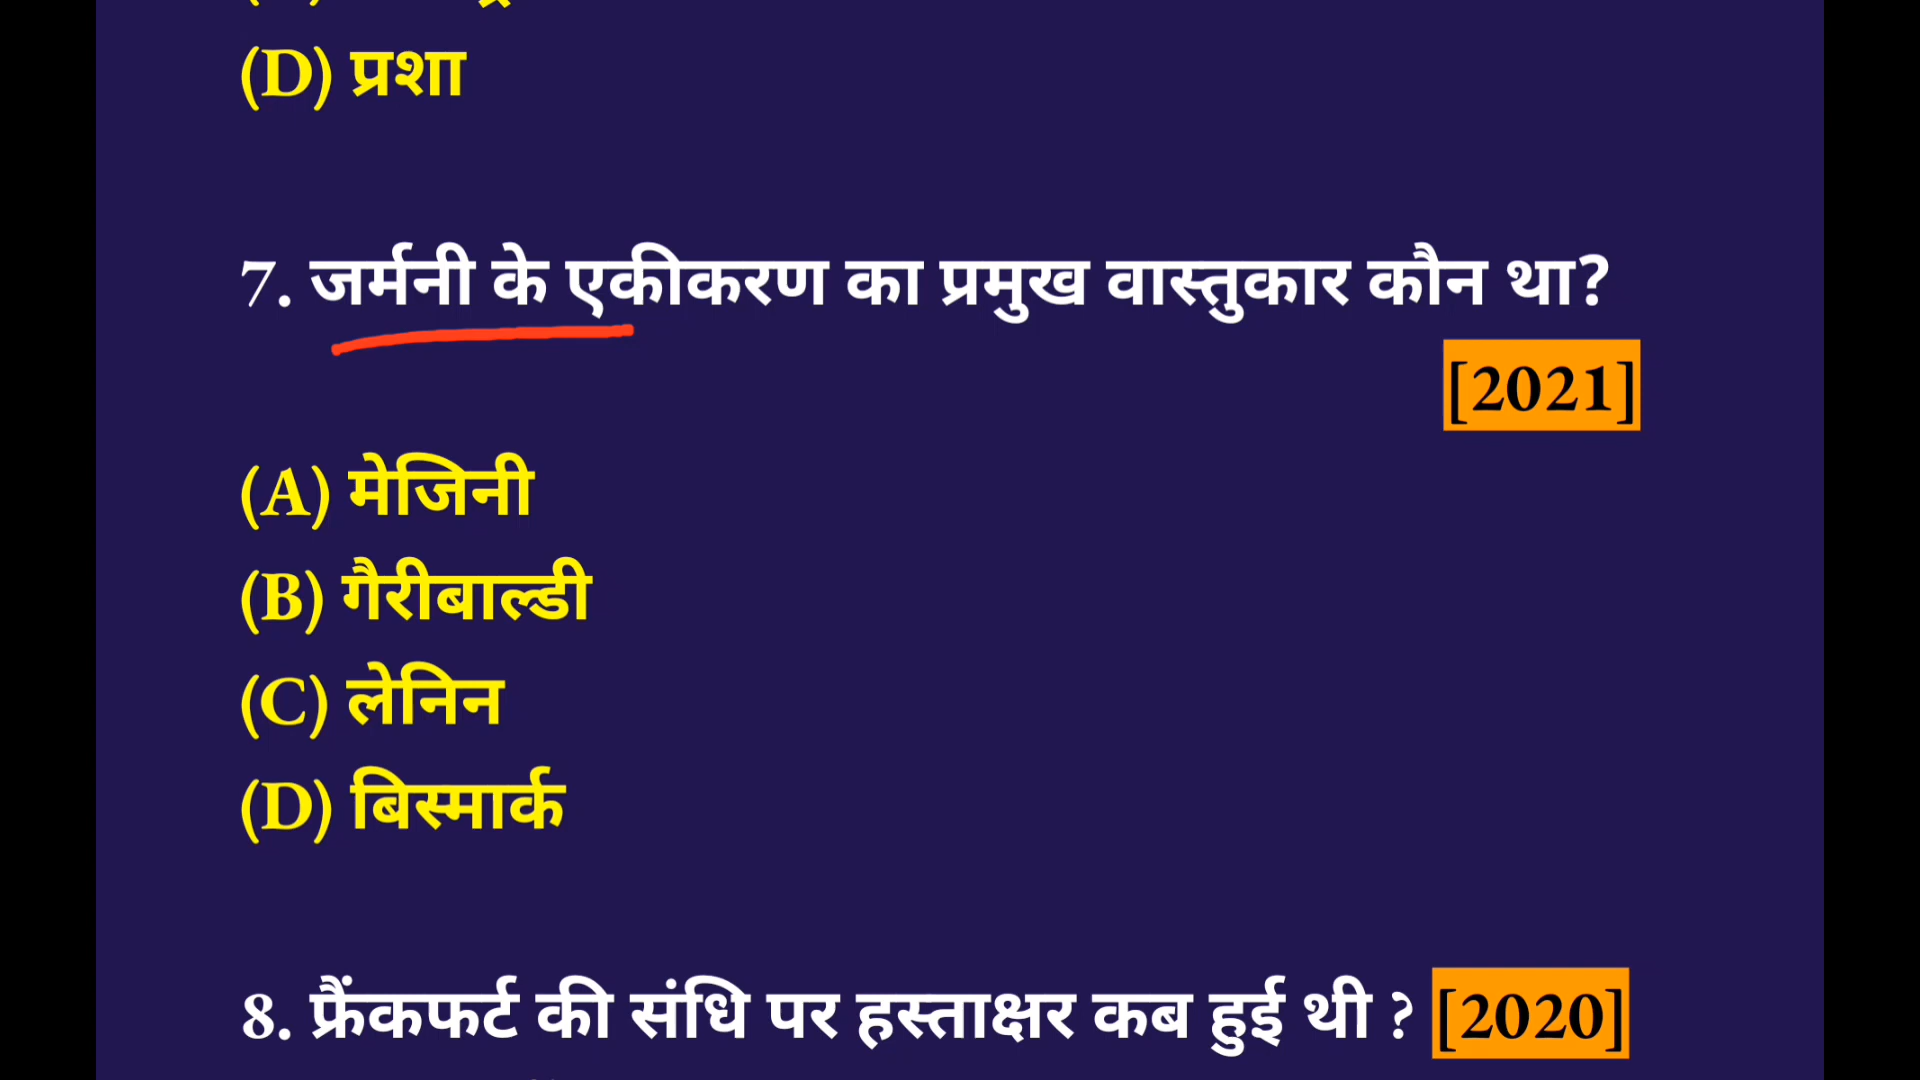 (D) प्रशा
7. जर्मनी के एकीकरण का प्रमुख वास्तुकार कौन था?
[2021]
(A) मेजिनी
(B) गैरीबाल्डी
(C) लेनिन
(D) बिस्मार्क
8. फ्रैंकफर्ट की संधि पर हस्ताक्षर कब हुई थी ? [2020]